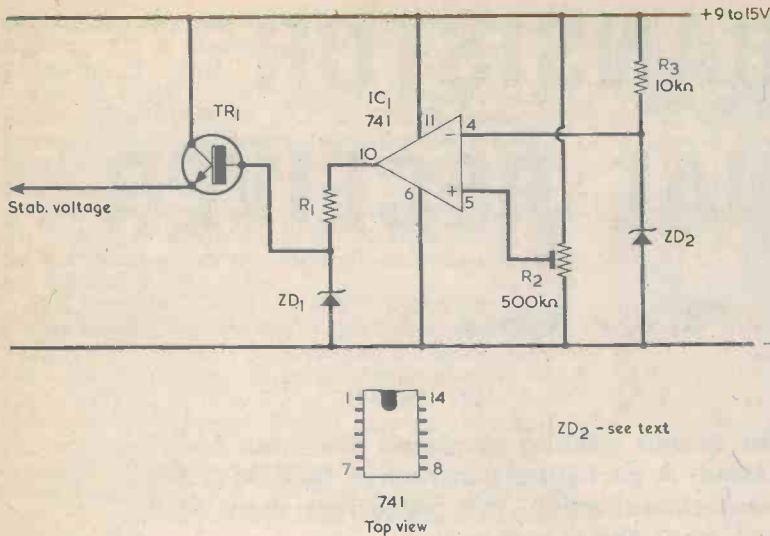 +9 to 15V
R3
10kΩ
TR1
IC1
741
11
4
10
−
+
6
5
R1
Stab. voltage
ZD2
R2
500kΩ
ZD1
1
14
ZD2 - see text
7
8
741
Top view